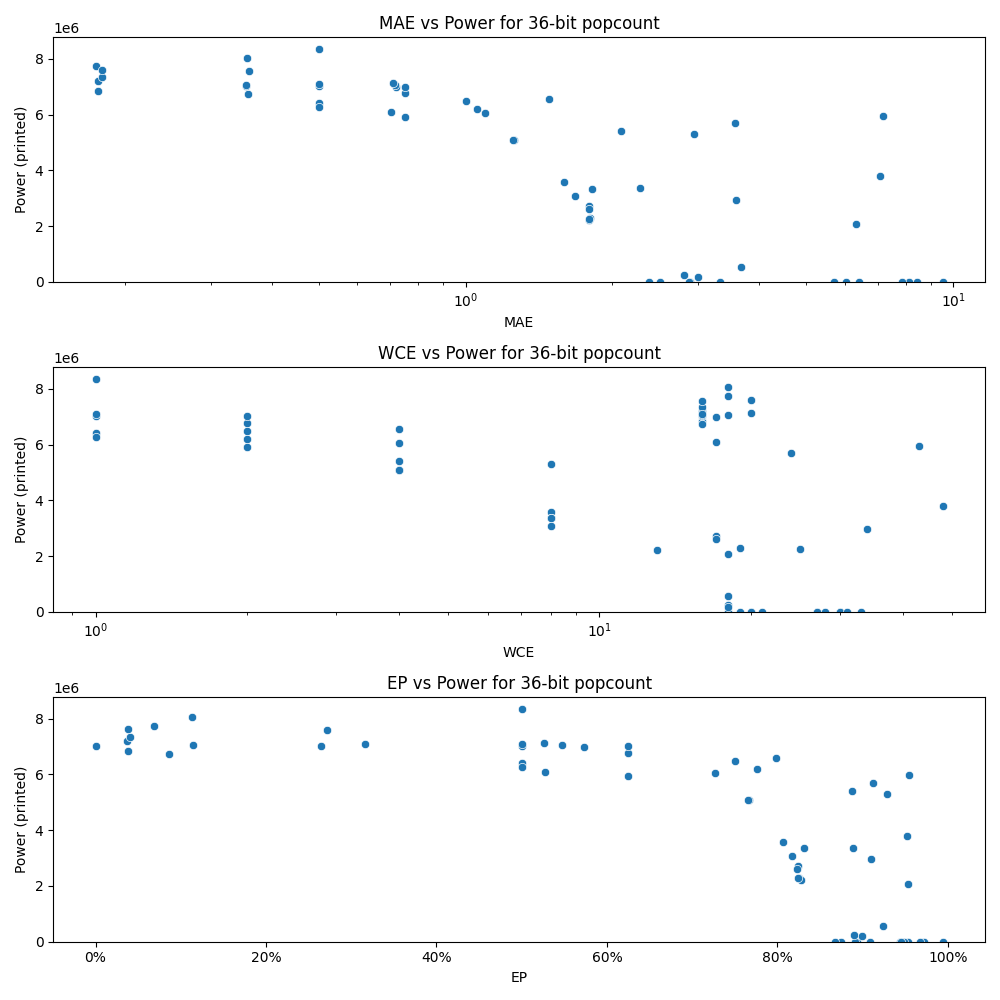 MAE vs Power for 36-bit popcount
1e6
8
6
4
2
0
Power (printed)
10⁰
10¹
MAE
WCE vs Power for 36-bit popcount
1e6
8
6
4
2
0
Power (printed)
10⁰
10¹
WCE
EP vs Power for 36-bit popcount
1e6
8
6
4
2
0
Power (printed)
0%
20%
40%
60%
80%
100%
EP